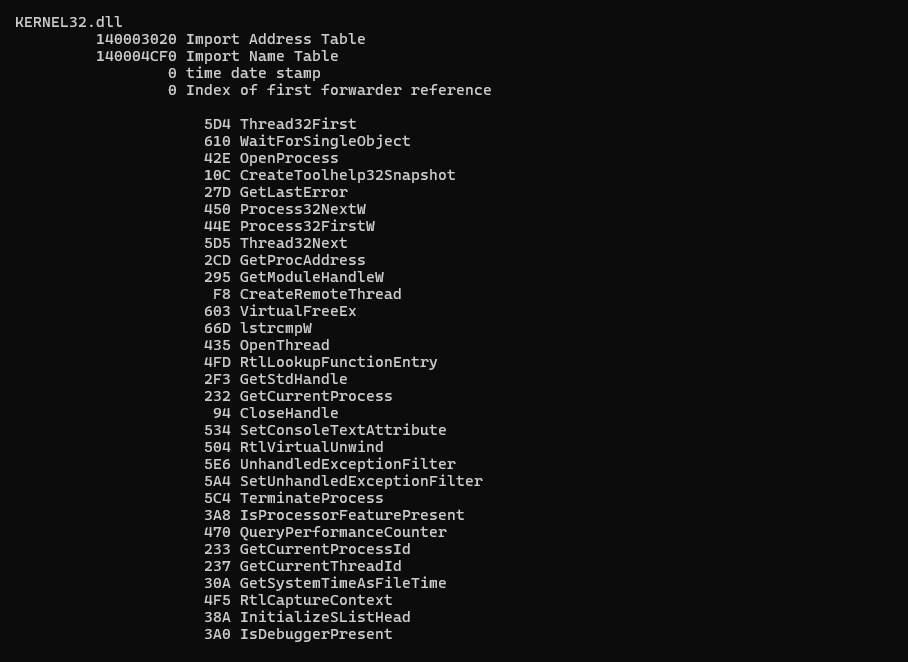 KERNEL32.dll
140003020 Import Address Table
140004CF0 Import Name Table
0 time date stamp
0 Index of first forwarder reference
5D4 Thread32First
610 WaitForSingleObject
42E OpenProcess
10C CreateToolhelp32Snapshot
27D GetLastError
450 Process32NextW
44E Process32FirstW
5D5 Thread32Next
2CD GetProcAddress
295 GetModuleHandleW
F8 CreateRemoteThread
603 VirtualFreeEx
66D lstrcmpW
435 OpenThread
4FD RtlLookupFunctionEntry
2F3 GetStdHandle
232 GetCurrentProcess
94 CloseHandle
534 SetConsoleTextAttribute
504 RtlVirtualUnwind
5E6 UnhandledExceptionFilter
5A4 SetUnhandledExceptionFilter
5C4 TerminateProcess
3A8 IsProcessorFeaturePresent
470 QueryPerformanceCounter
233 GetCurrentProcessId
237 GetCurrentThreadId
30A GetSystemTimeAsFileTime
4F5 RtlCaptureContext
38A InitializeSListHead
3A0 IsDebuggerPresent